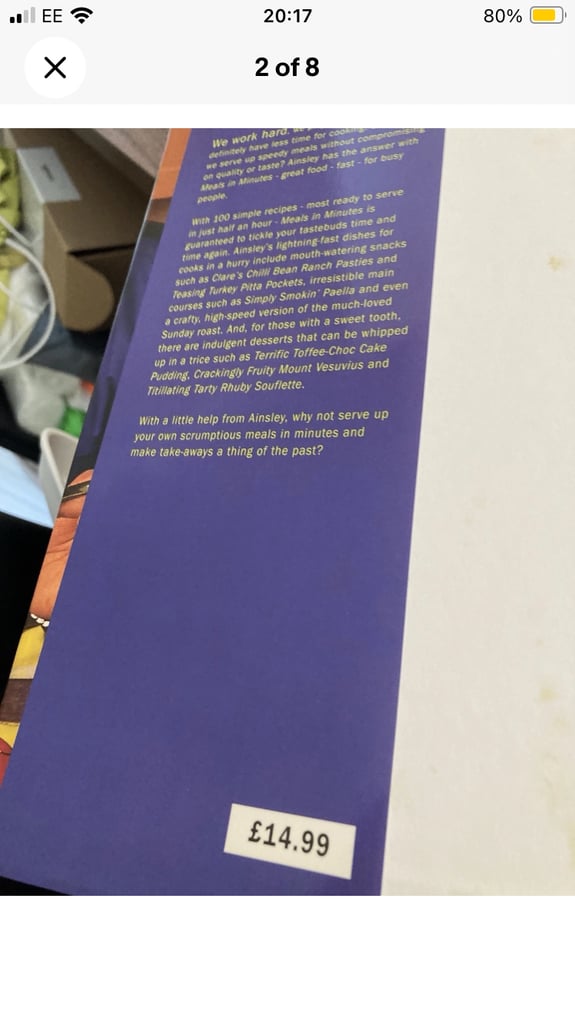 EE
20:17
80%
2 of 8
We work hard, we
definitely have less time for cooking
we serve up speedy meals without compromising
on quality or taste? Ainsley has the answer with
Meals in Minutes - great food - fast - for busy
people.
With 100 simple recipes - most ready to serve
in just half an hour - Meals in Minutes is
guaranteed to tickle your tastebuds time and
time again. Ainsley's lightning-fast dishes for
cooks in a hurry include mouth-watering snacks
such as Clare's Chilli Bean Ranch Pasties and
Teasing Turkey Pitta Pockets, irresistible main
courses such as Simply Smokin' Paella and even
a crafty, high-speed version of the much-loved
Sunday roast. And, for those with a sweet tooth,
there are indulgent desserts that can be whipped
up in a trice such as Terrific Toffee-Choc Cake
Pudding, Crackingly Fruity Mount Vesuvius and
Titillating Tarty Rhuby Souflette.
With a little help from Ainsley, why not serve up
your own scrumptious meals in minutes and
make take-aways a thing of the past?
£14.99